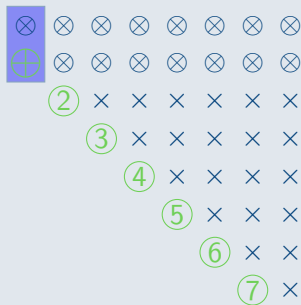 ⊗ ⊗ ⊗ ⊗ ⊗ ⊗ ⊗ ⊗
⊕ ⊗ ⊗ ⊗ ⊗ ⊗ ⊗ ⊗
② × × × × × ×
③ × × × × ×
④ × × × ×
⑤ × × ×
⑥ × ×
⑦ ×